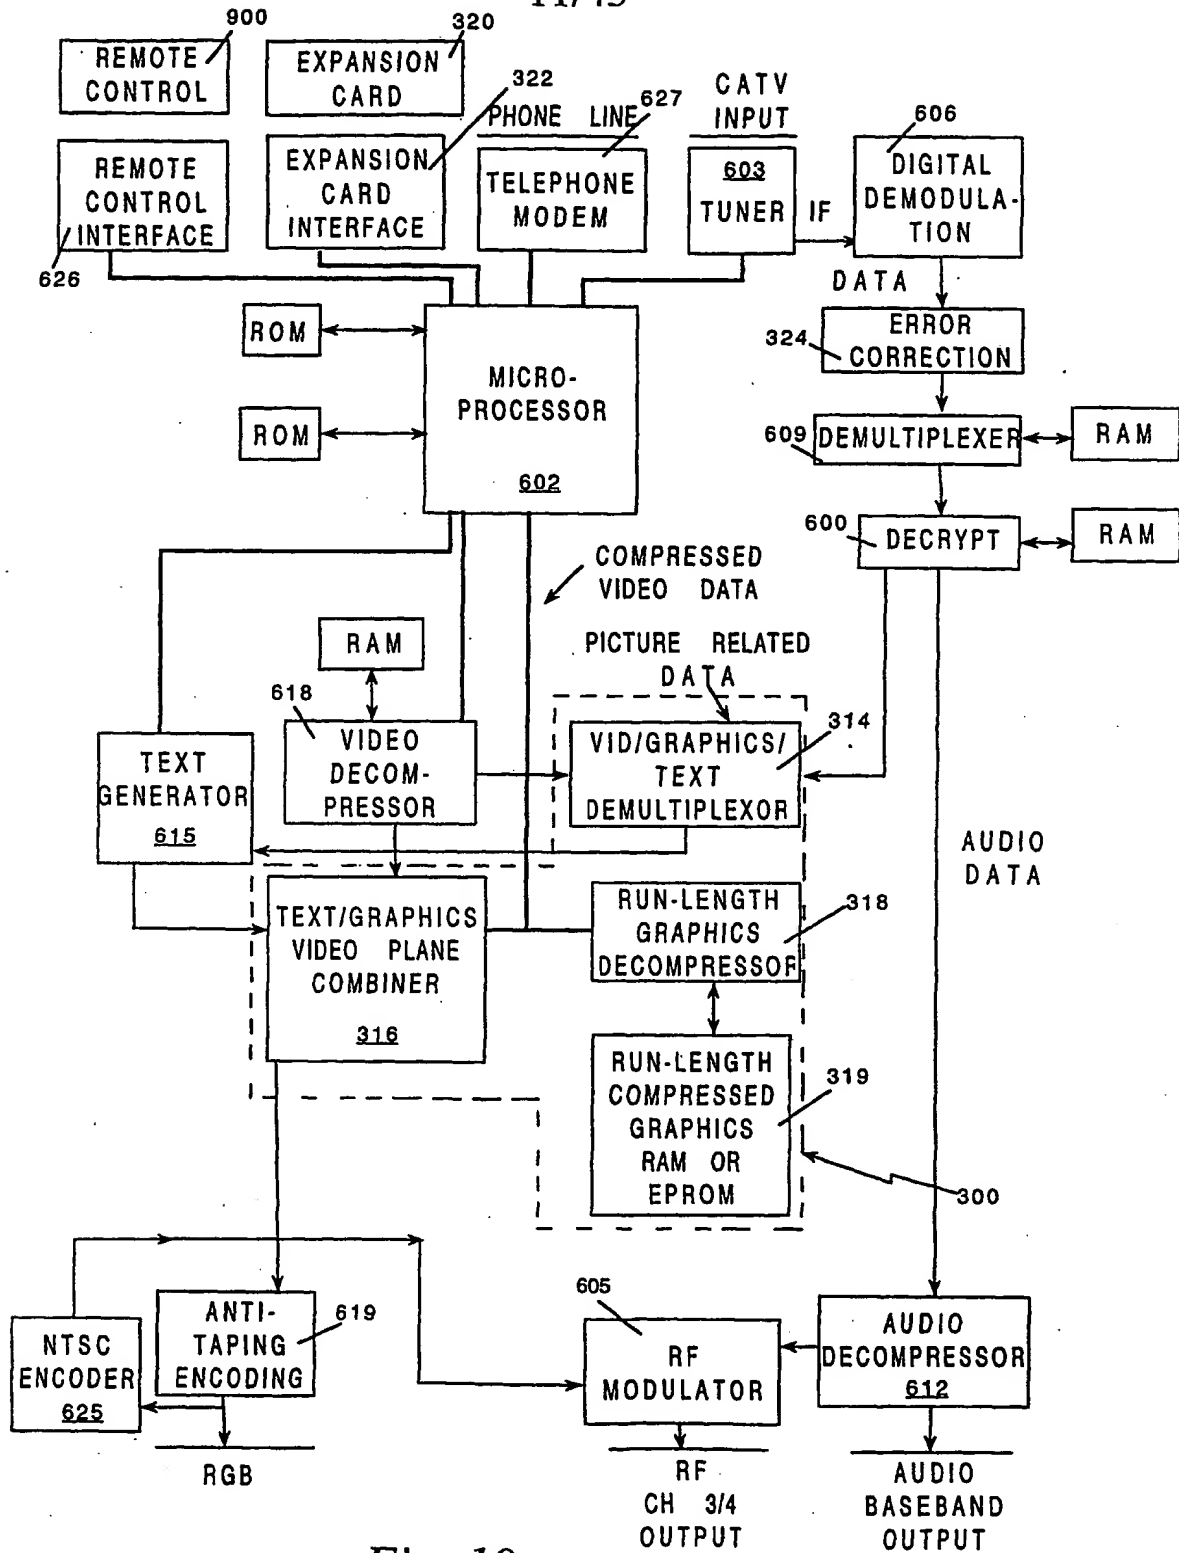 900
320
REMOTE
CONTROL
EXPANSION
CARD
322
PHONE LINE
627
CATV
INPUT
606
REMOTE
CONTROL
INTERFACE
626
EXPANSION
CARD
INTERFACE
TELEPHONE
MODEM
603
TUNER
IF
DIGITAL
DEMODULA-
TION
DATA
ROM
MICRO-
PROCESSOR
602
ROM
324
ERROR
CORRECTION
609
DEMULTIPLEXER
RAM
600
DECRYPT
RAM
COMPRESSED
VIDEO DATA
RAM
PICTURE RELATED
DATA
618
VIDEO
DECOM-
PRESSOR
314
VID/GRAPHICS/
TEXT
DEMULTIPLEXOR
TEXT
GENERATOR
615
AUDIO
DATA
TEXT/GRAPHICS
VIDEO PLANE
COMBINER
316
RUN-LENGTH
GRAPHICS
DECOMPRESSOR
318
RUN-LENGTH
COMPRESSED
GRAPHICS
RAM OR
EPROM
319
300
NTSC
ENCODER
625
ANTI-
TAPING
ENCODING
619
605
RF
MODULATOR
AUDIO
DECOMPRESSOR
612
RGB
RF
CH 3/4
OUTPUT
AUDIO
BASEBAND
OUTPUT